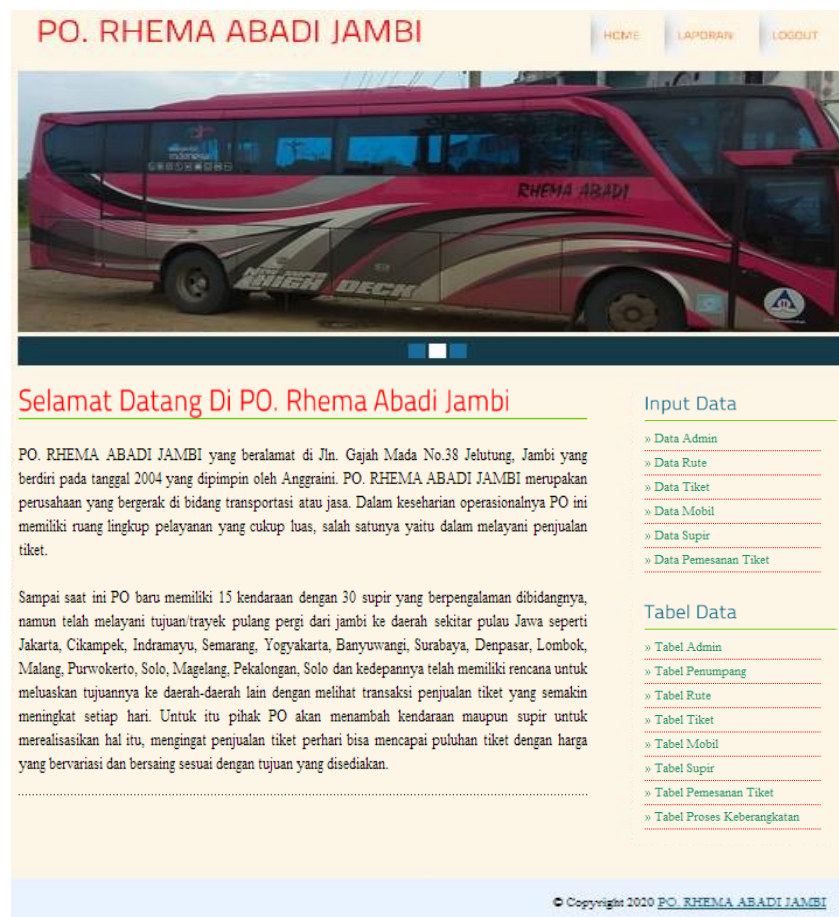 PO. RHEMA ABADI JAMBI
HOME LAPORAN LOGOUT
indonesia
RHEMA ABADI
HIGH DECK
Selamat Datang Di PO. Rhema Abadi Jambi
PO. RHEMA ABADI JAMBI yang beralamat di Jln. Gajah Mada No.38 Jelutung, Jambi yang
berdiri pada tanggal 2004 yang dipimpin oleh Anggraini. PO. RHEMA ABADI JAMBI merupakan
perusahaan yang bergerak di bidang transportasi atau jasa. Dalam keseharian operasionalnya PO ini
memiliki ruang lingkup pelayanan yang cukup luas, salah satunya yaitu dalam melayani penjualan
tiket.
Sampai saat ini PO baru memiliki 15 kendaraan dengan 30 supir yang berpengalaman dibidangnya,
namun telah melayani tujuan/trayek pulang pergi dari jambi ke daerah sekitar pulau Jawa seperti
Jakarta, Cikampek, Indramayu, Semarang, Yogyakarta, Banyuwangi, Surabaya, Denpasar, Lombok,
Malang, Purwokerto, Solo, Magelang, Pekalongan, Solo dan kedepannya telah memiliki rencana untuk
meluaskan tujuannya ke daerah-daerah lain dengan melihat transaksi penjualan tiket yang semakin
meningkat setiap hari. Untuk itu pihak PO akan menambah kendaraan maupun supir untuk
merealisasikan hal itu, mengingat penjualan tiket perhari bisa mencapai puluhan tiket dengan harga
yang bervariasi dan bersaing sesuai dengan tujuan yang disediakan.
Input Data
» Data Admin
» Data Rute
» Data Tiket
» Data Mobil
» Data Supir
» Data Pemesanan Tiket
Tabel Data
» Tabel Admin
» Tabel Penumpang
» Tabel Rute
» Tabel Tiket
» Tabel Mobil
» Tabel Supir
» Tabel Pemesanan Tiket
» Tabel Proses Keberangkatan
© Copyright 2020 PO. RHEMA ABADI JAMBI